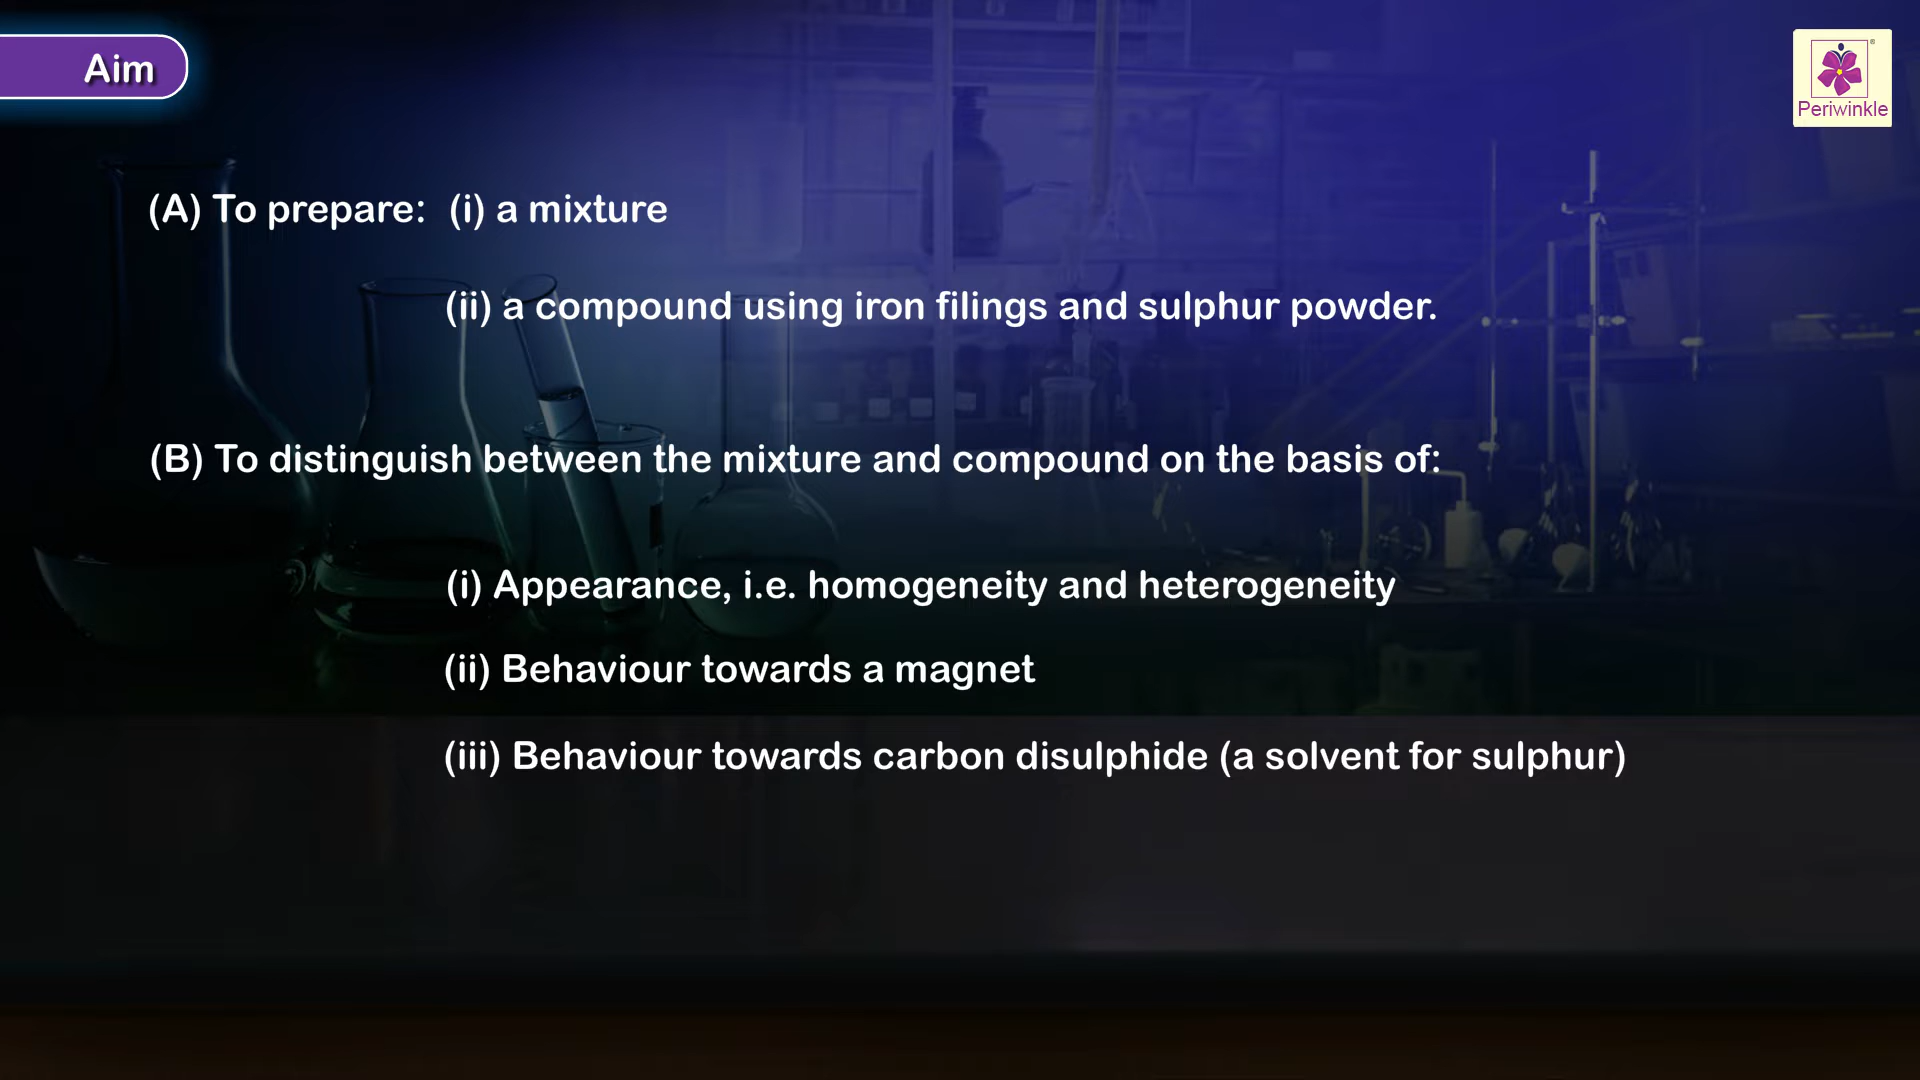 Aim
Periwinkle
(A) To prepare: (i) a mixture
(ii) a compound using iron filings and sulphur powder.
(B) To distinguish between the mixture and compound on the basis of:
(i) Appearance, i.e. homogeneity and heterogeneity
(ii) Behaviour towards a magnet
(iii) Behaviour towards carbon disulphide (a solvent for sulphur)